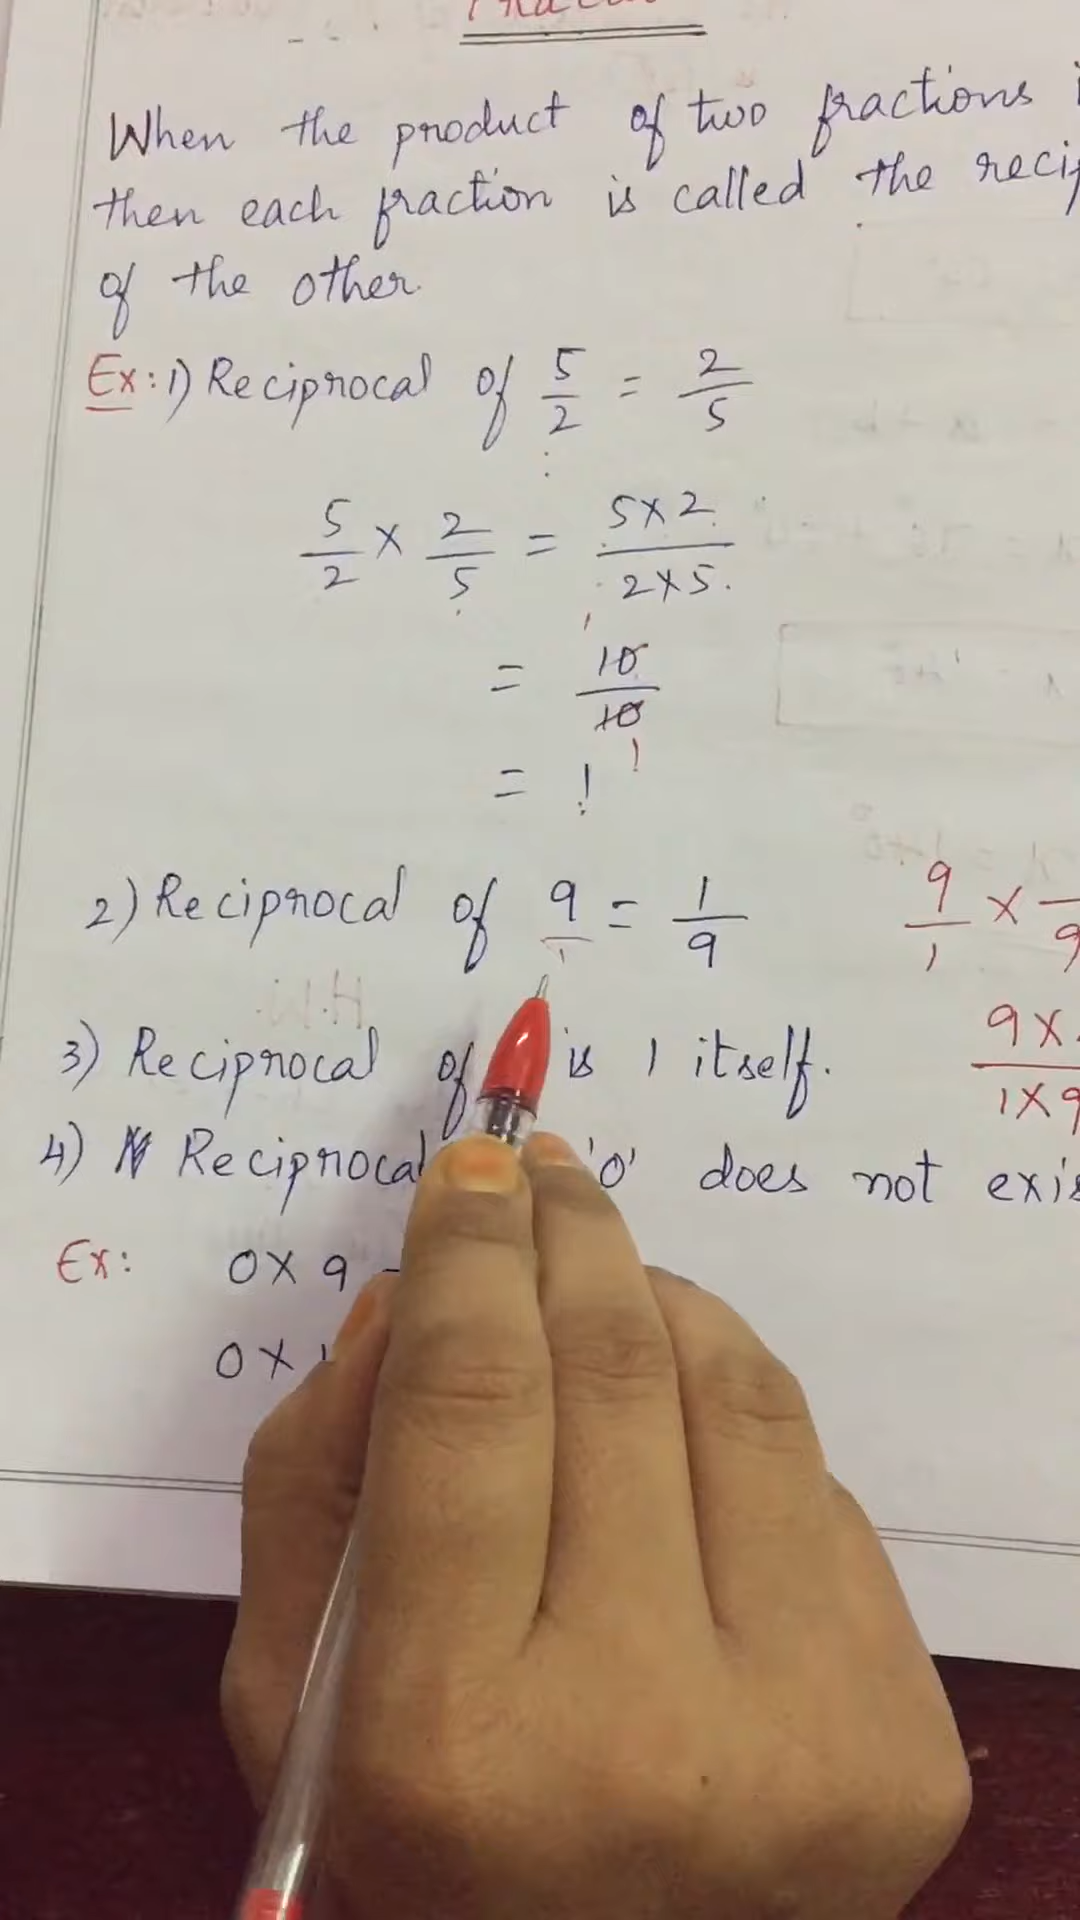 When the product of two fractions
then each fraction is called the
of the other.
Ex: 1) Reciprocal of 5/2 = 2/5
5/2 × 2/5 = 5×2/2×5
= 10/10
= 1
2) Reciprocal of 9/1 = 1/9
9/1 ×
9×
1×9
3) Reciprocal of is 1 itself.
4) Reciprocal '0' does not
Ex: 0×9
0×